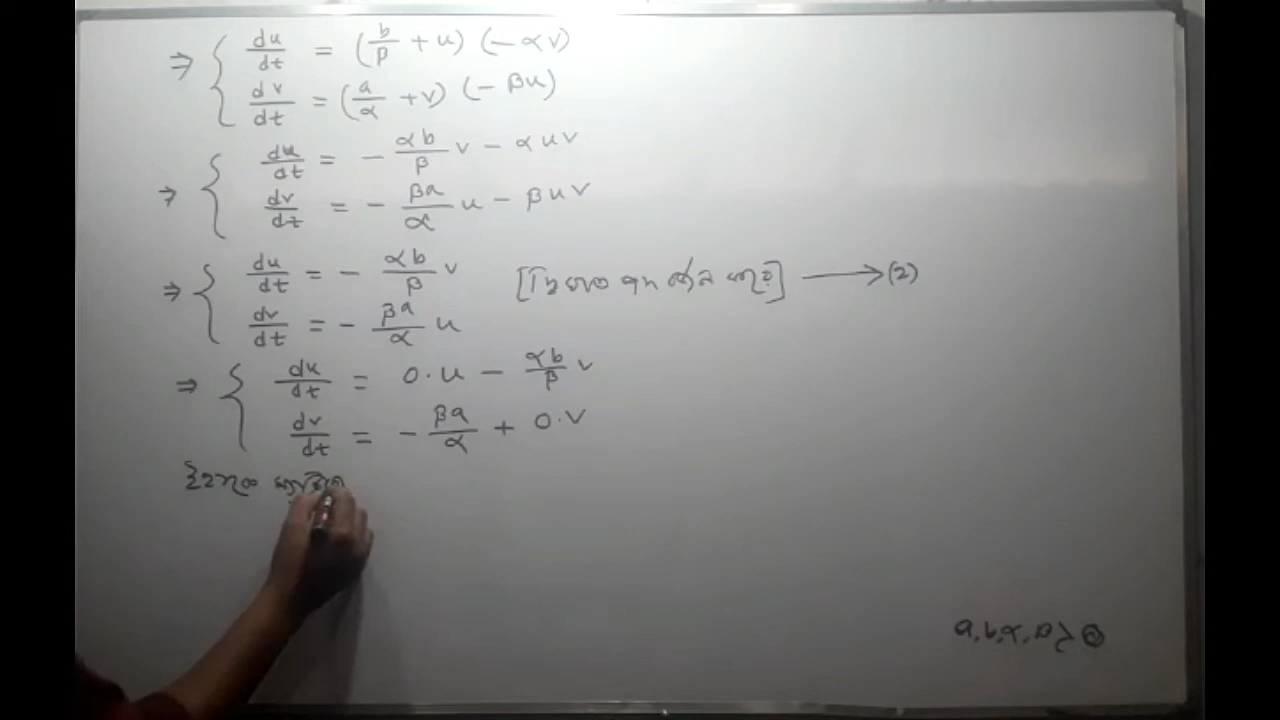 ⇒ { du/dt = (b/β + u) (- αv)
dv/dt = (a/α + v) (- βu)
⇒ { du/dt = - αb/β v - αuv
dv/dt = - βa/α u - βuv
⇒ { du/dt = - αb/β v [] ⟶ (2)
dv/dt = - βa/α u
⇒ { du/dt = 0·u - αb/β v
dv/dt = - βa/α + 0·v
a, b, α,